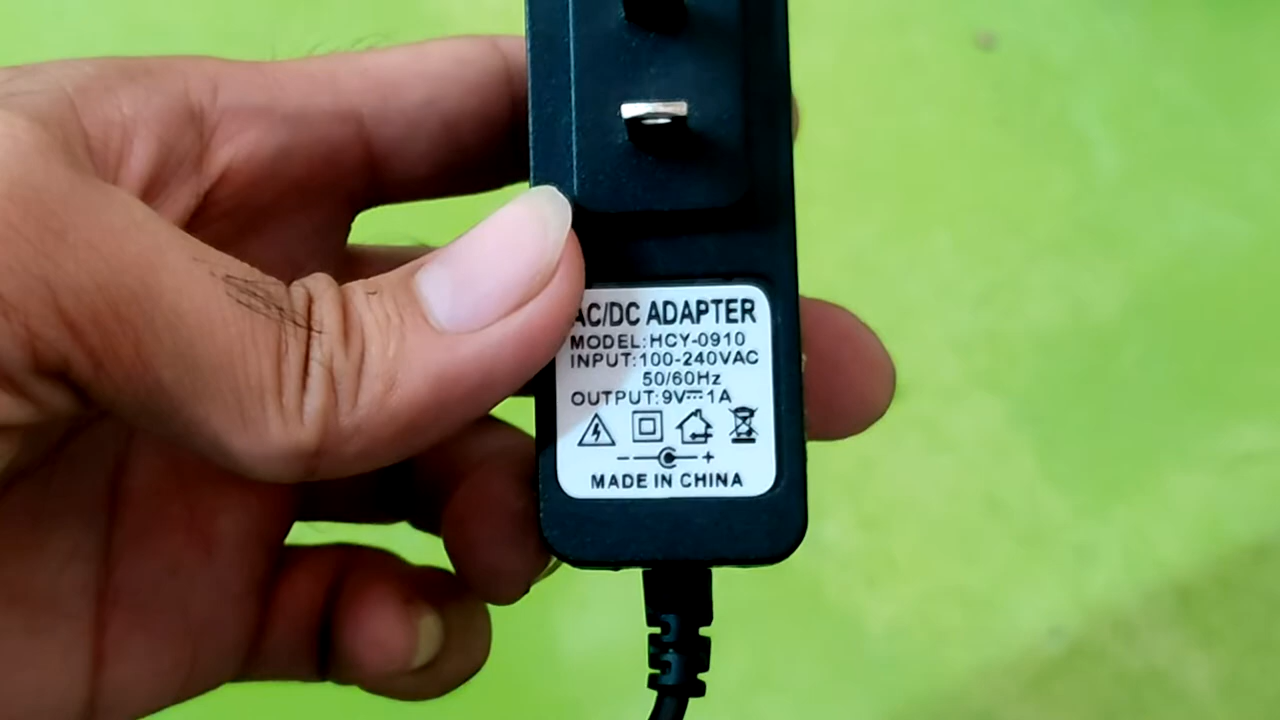 AC/DC ADAPTER
MODEL:HCY-0910
INPUT:100-240VAC
50/60Hz
OUTPUT:9V⎓1A
- +
MADE IN CHINA